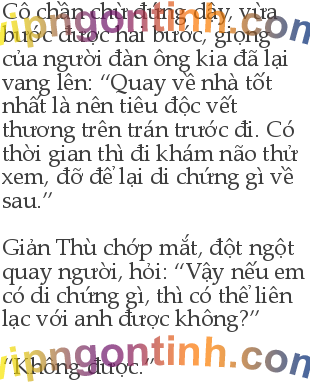 Cô chần chừ đứng dậy, vừa
bước được hai bước, giọng
của người đàn ông kia đã lại
vang lên: “Quay về nhà tốt
nhất là nên tiêu độc vết
thương trên trán trước đi. Có
thời gian thì đi khám não thử
xem, đỡ để lại di chứng gì về
sau.”
Giản Thù chớp mắt, đột ngột
quay người, hỏi: “Vậy nếu em
có di chứng gì, thì có thể liên
lạc với anh được không?”
“Không được.”
vipngontinh.com
vipngontinh.com